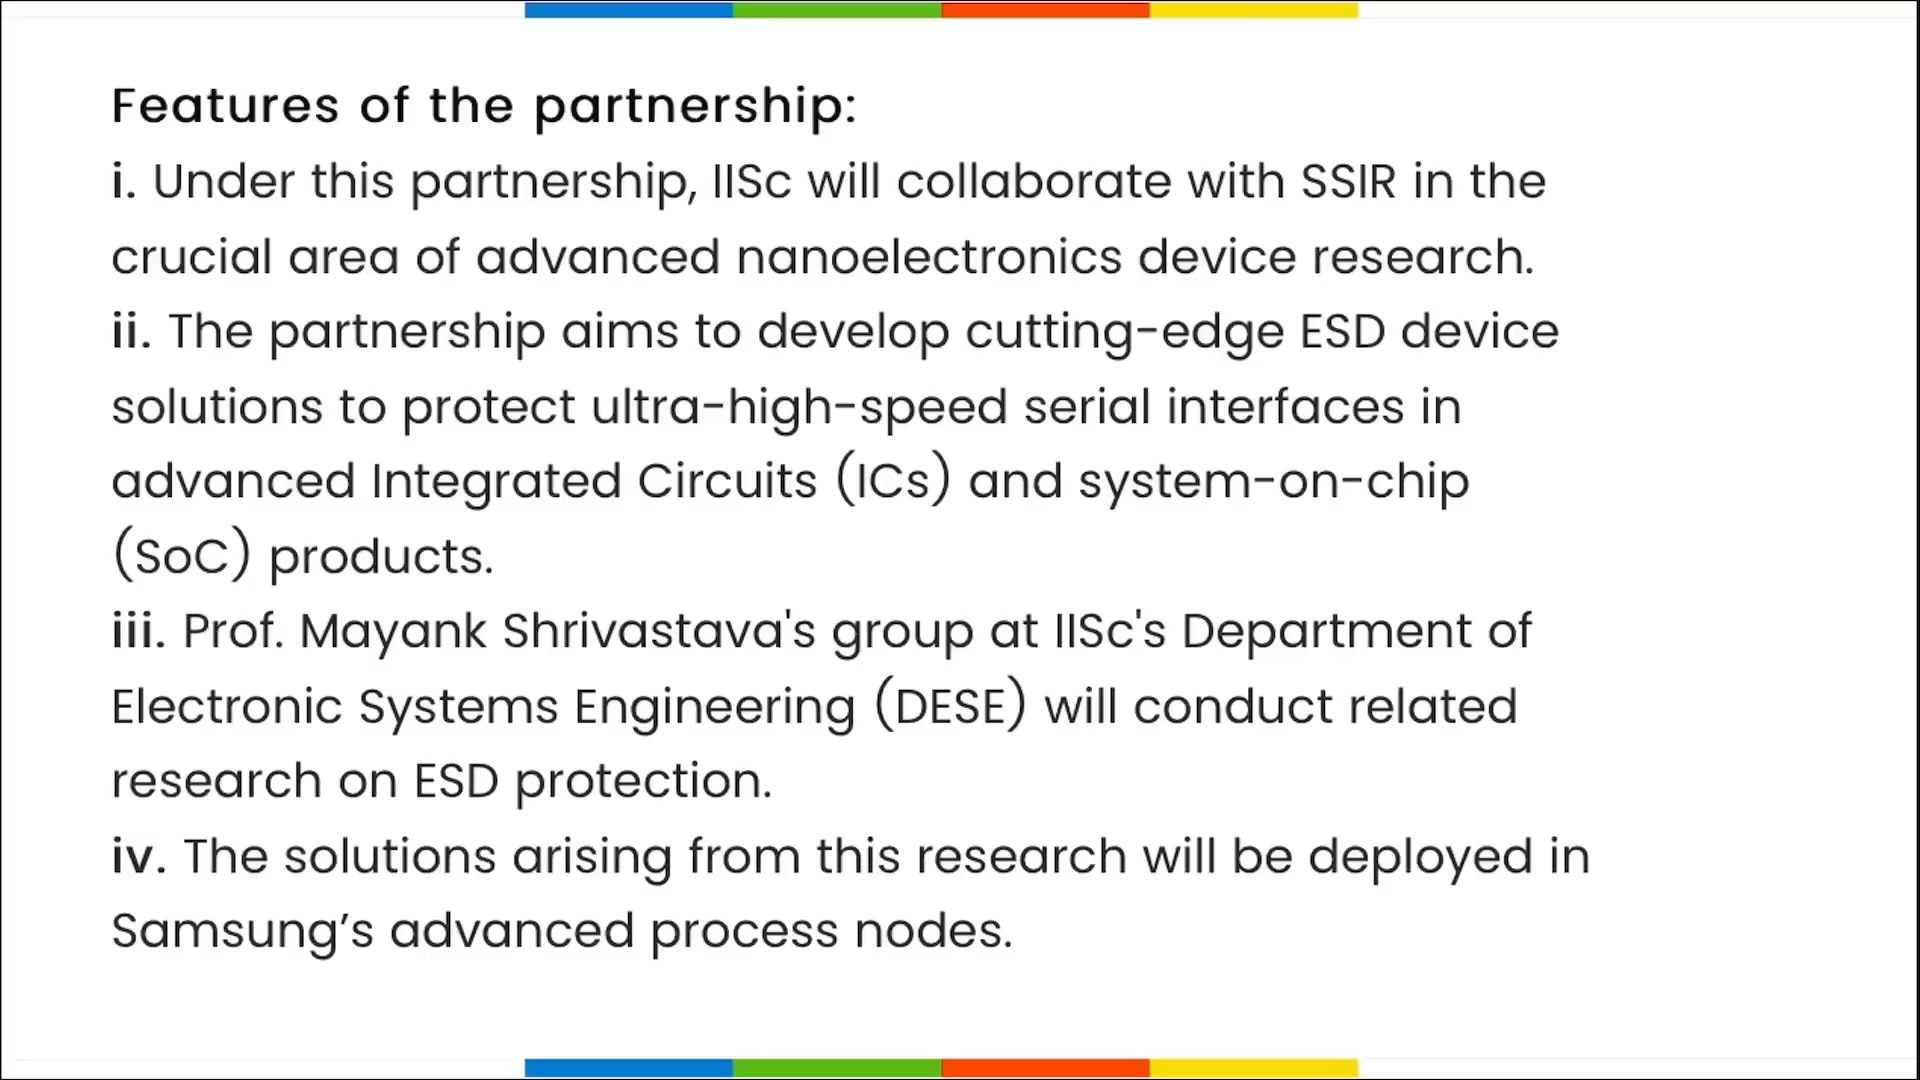 Features of the partnership:
i. Under this partnership, IISc will collaborate with SSIR in the
crucial area of advanced nanoelectronics device research.
ii. The partnership aims to develop cutting-edge ESD device
solutions to protect ultra-high-speed serial interfaces in
advanced Integrated Circuits (ICs) and system-on-chip
(SoC) products.
iii. Prof. Mayank Shrivastava's group at IISc's Department of
Electronic Systems Engineering (DESE) will conduct related
research on ESD protection.
iv. The solutions arising from this research will be deployed in
Samsung’s advanced process nodes.